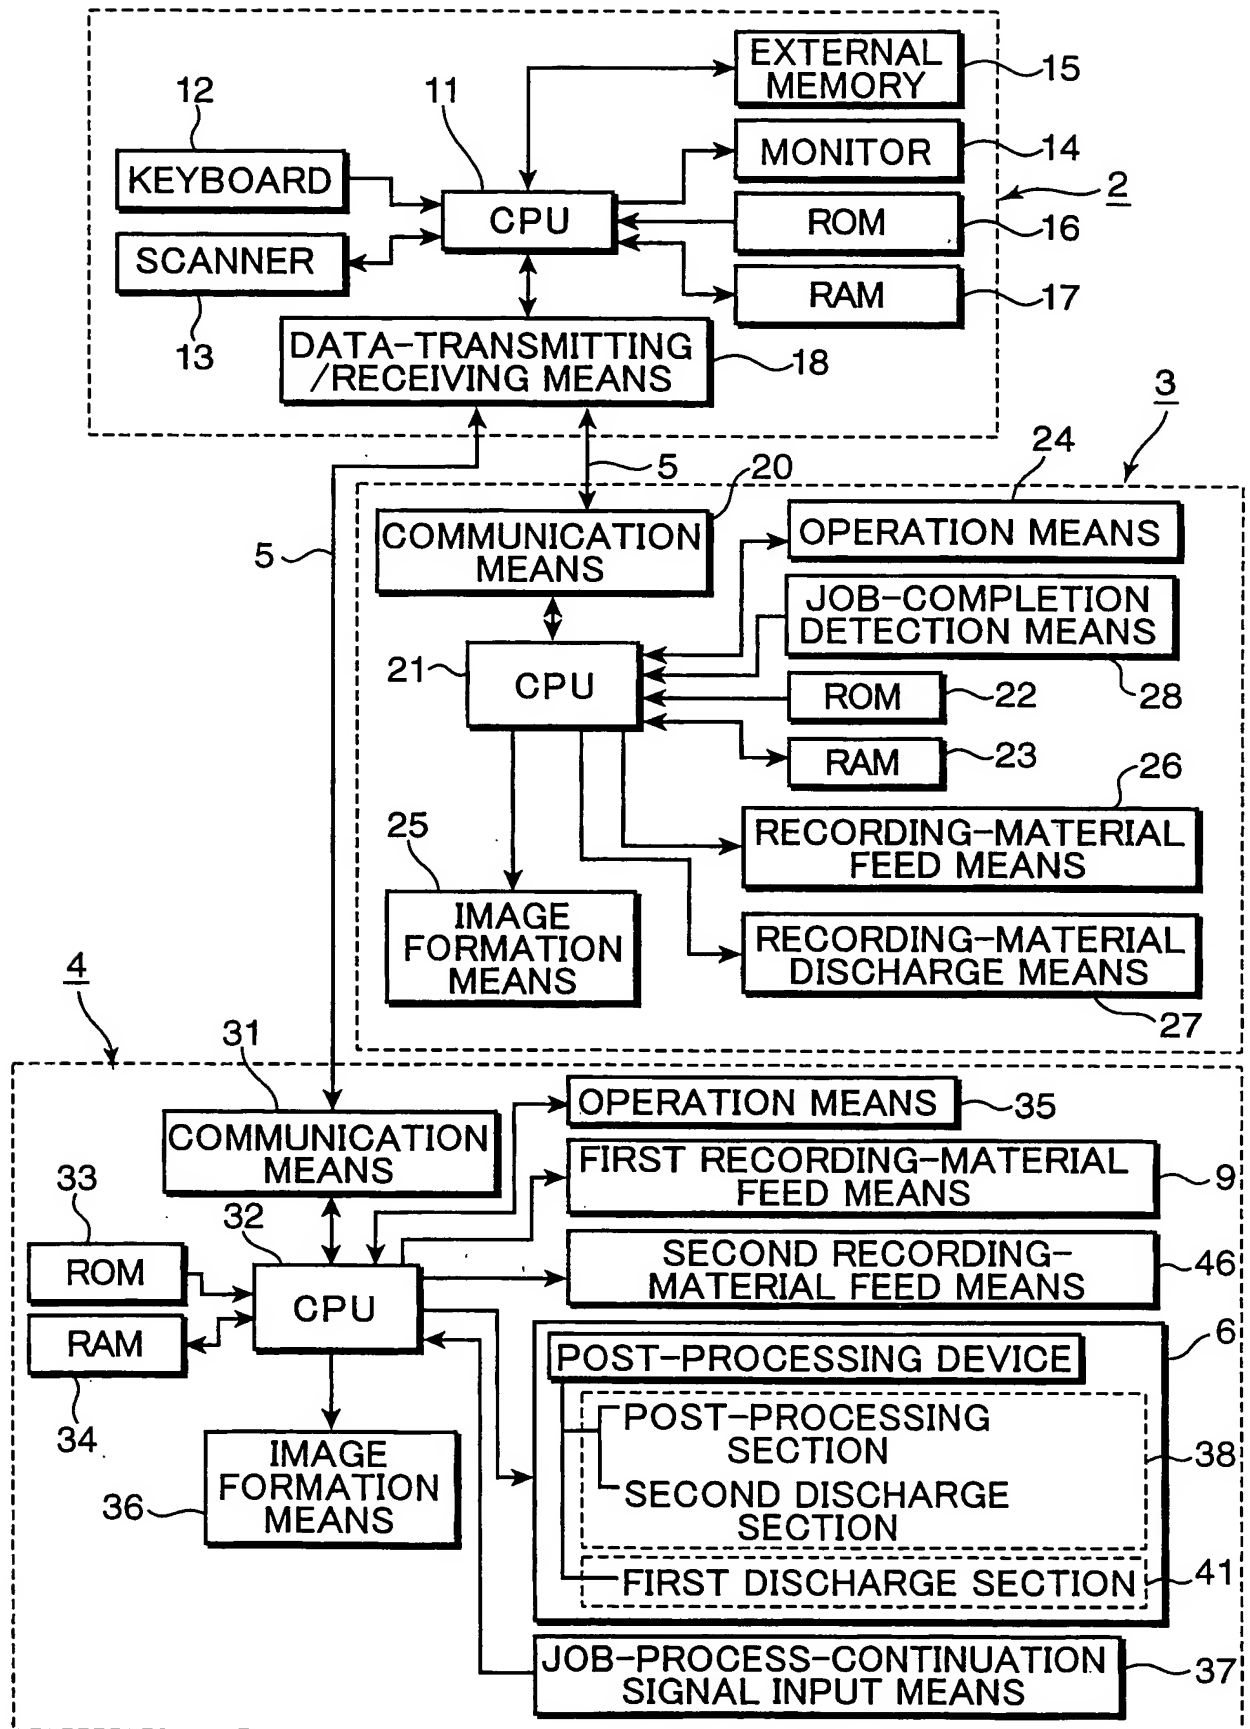 EXTERNAL
MEMORY
15
12
11
KEYBOARD
MONITOR
14
CPU
2
ROM
16
SCANNER
RAM
17
13
DATA-TRANSMITTING
/RECEIVING MEANS
18
3
5
20
24
COMMUNICATION
MEANS
OPERATION MEANS
5
JOB-COMPLETION
DETECTION MEANS
21
CPU
28
ROM
22
RAM
23
26
25
RECORDING-MATERIAL
FEED MEANS
IMAGE
FORMATION
MEANS
RECORDING-MATERIAL
DISCHARGE MEANS
27
4
31
OPERATION MEANS
35
COMMUNICATION
MEANS
FIRST RECORDING-MATERIAL
FEED MEANS
9
33
32
ROM
SECOND RECORDING-
MATERIAL FEED MEANS
46
CPU
RAM
6
POST-PROCESSING DEVICE
34
POST-PROCESSING
SECTION
38
IMAGE
FORMATION
MEANS
36
SECOND DISCHARGE
SECTION
FIRST DISCHARGE SECTION
41
JOB-PROCESS-CONTINUATION
SIGNAL INPUT MEANS
37